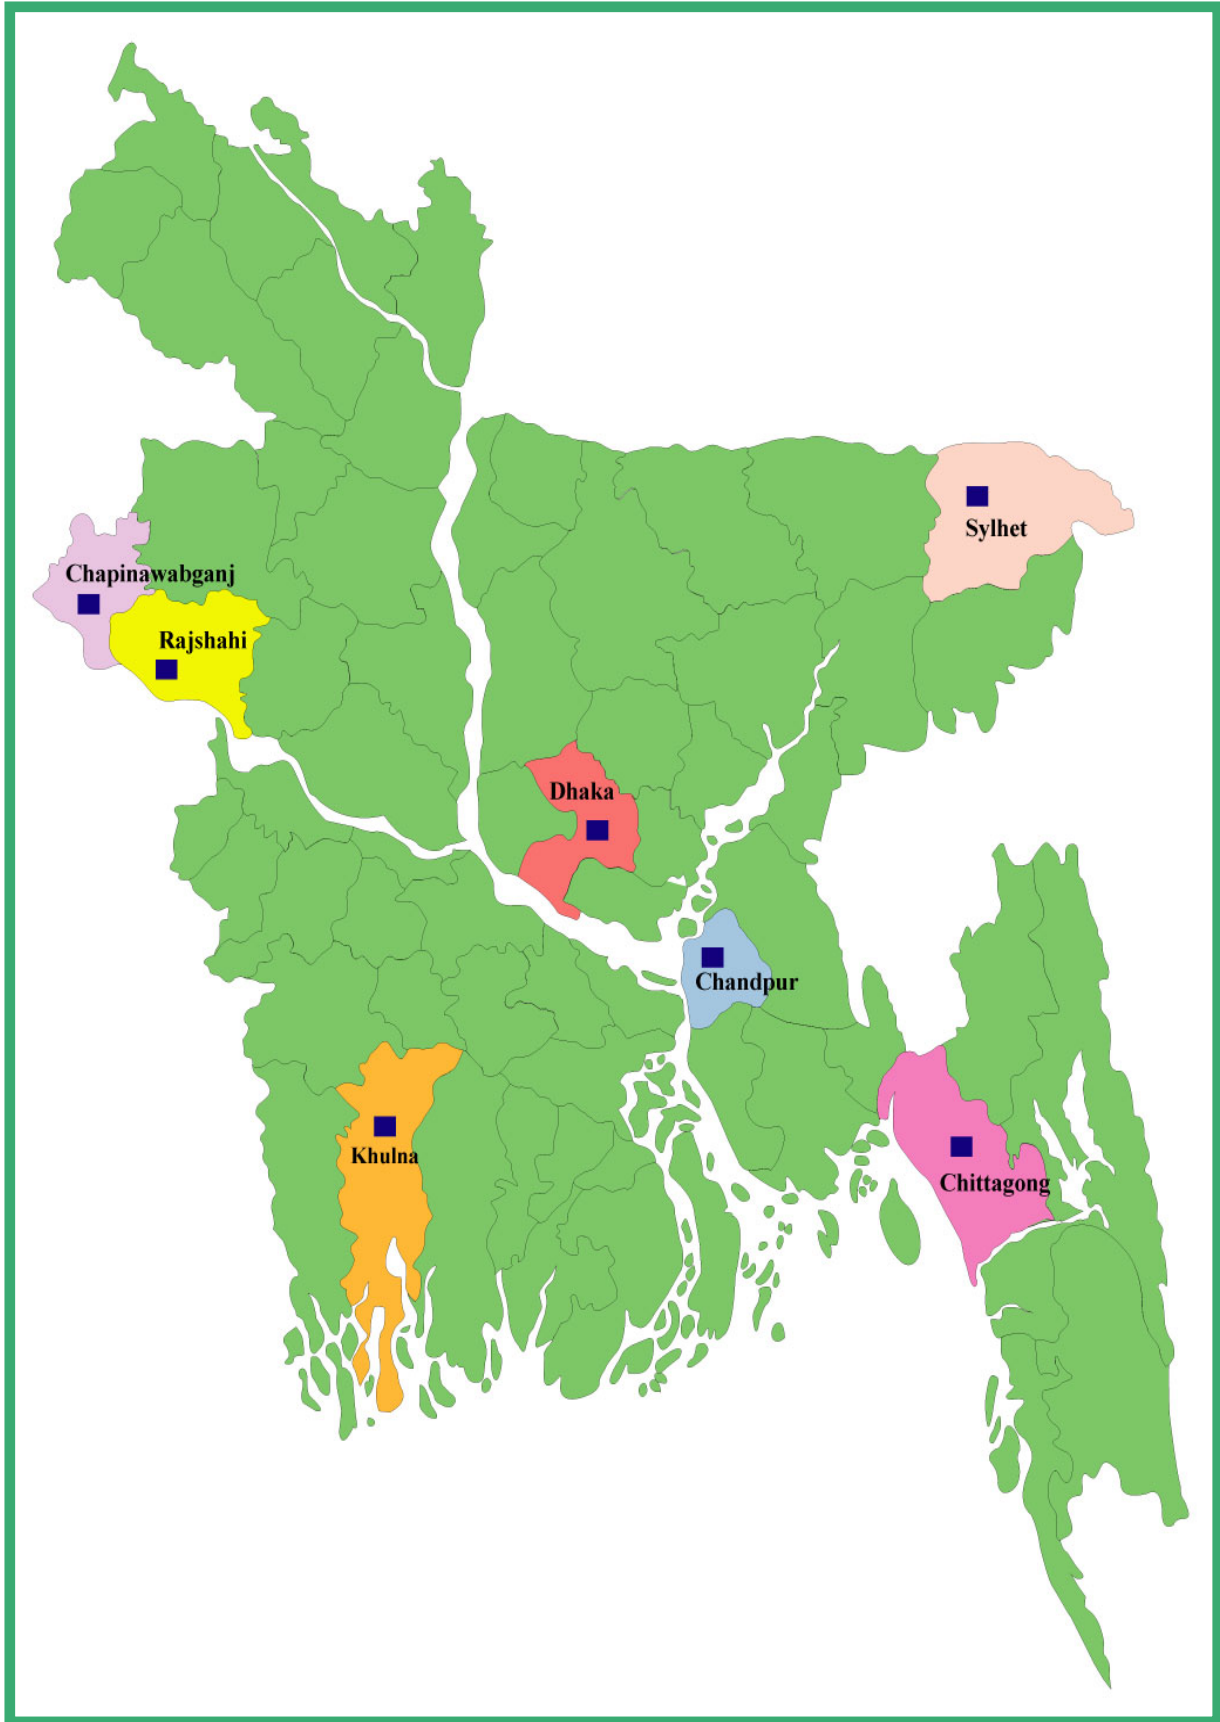 Sylhet
Chapinawabganj
Rajshahi
Dhaka
Chandpur
Khulna
Chittagong